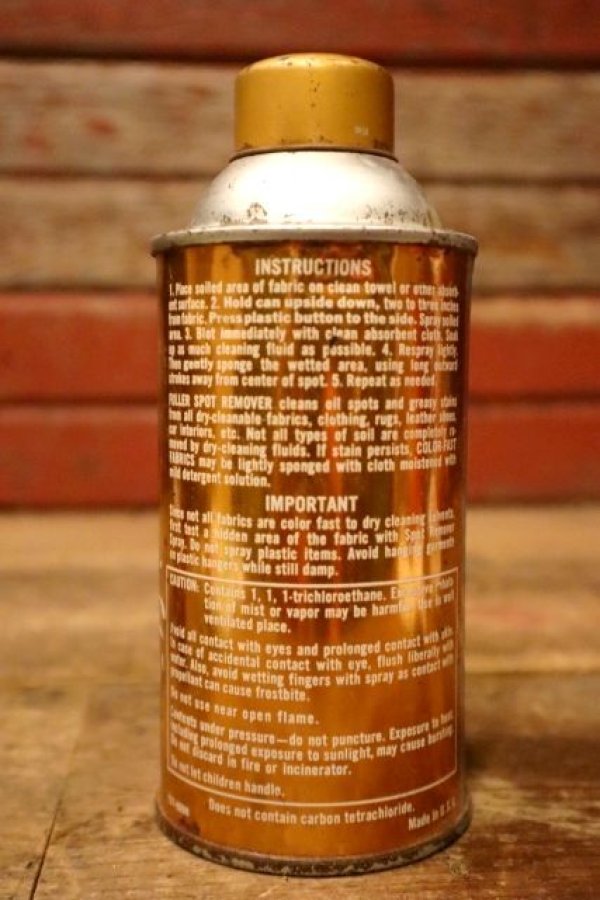 INSTRUCTIONS
1. Place soiled area of fabric on clean towel or other absorb-
ent surface. 2. Hold can upside down, two to three inches
from fabric. Press plastic button to the side. Spray soiled
area. 3. Blot immediately with clean absorbent cloth. Soak
up as much cleaning fluid as possible. 4. Respray lightly.
Then gently sponge the wetted area, using long outward
strokes away from center of spot. 5. Repeat as needed.
FULLER SPOT REMOVER cleans oil spots and greasy stains
from all dry-cleanable fabrics, clothing, rugs, leather shoes,
car interiors, etc. Not all types of soil are completely re-
moved by dry-cleaning fluids. If stain persists, COLOR-FAST
FABRICS may be lightly sponged with cloth moistened with
mild detergent solution.
IMPORTANT
Since not all fabrics are color fast to dry cleaning solvents,
first test a hidden area of the fabric with Spot Remover
Spray. Do not spray plastic items. Avoid hanging garments
on plastic hangers while still damp.
CAUTION: Contains 1, 1, 1-trichloroethane. Excessive inhala-
tion of mist or vapor may be harmful. Use in well
ventilated place.
Avoid all contact with eyes and prolonged contact with skin.
In case of accidental contact with eye, flush liberally with
water. Also, avoid wetting fingers with spray as contact with
propellant can cause frostbite.
Do not use near open flame.
Contents under pressure—do not puncture. Exposure to heat,
including prolonged exposure to sunlight, may cause bursting.
Do not discard in fire or incinerator.
Do not let children handle.
Does not contain carbon tetrachloride.
Made in U.S.A.